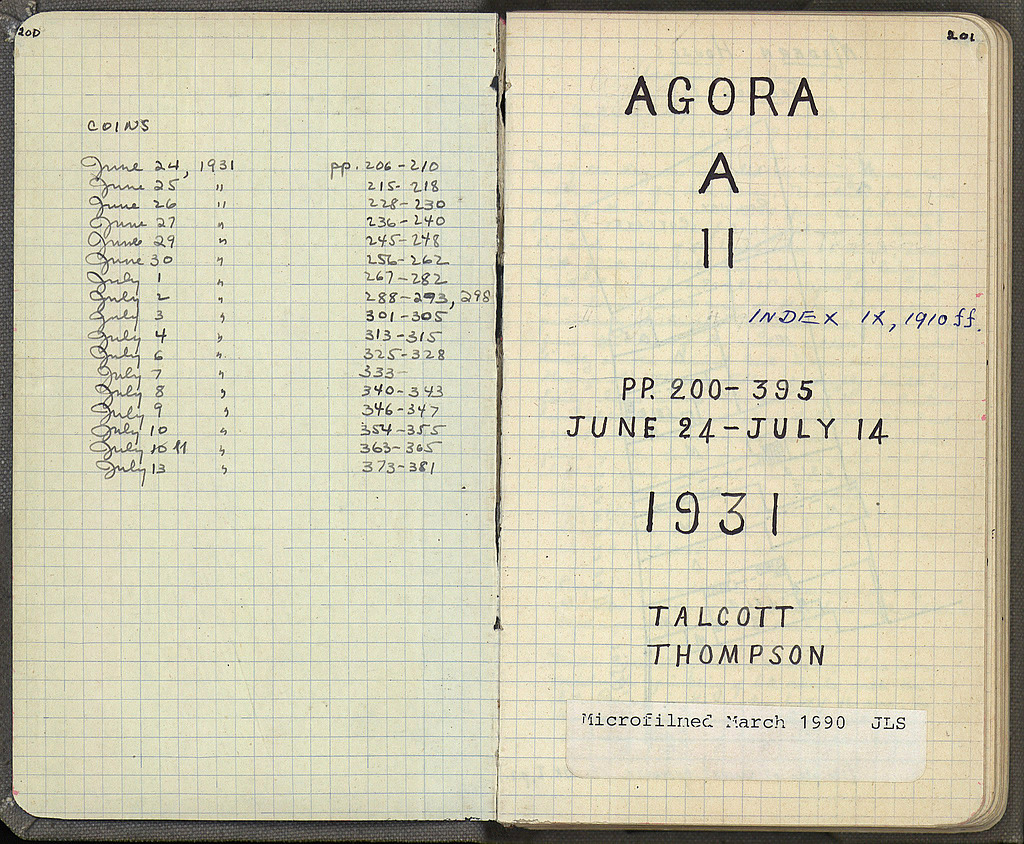 200
COINS
June 24, 1931 pp. 206-210
June 25 " 215-218
June 26 " 228-230
June 27 " 236-240
June 29 " 245-248
June 30 " 256-262
July 1 " 267-282
July 2 " 288-293, 298
July 3 " 301-305
July 4 " 313-315
July 6 " 325-328
July 7 " 333-
July 8 " 340-343
July 9 " 346-347
July 10 " 354-355
July 10 11 " 363-365
July 13 " 373-381
201
AGORA
A
II
INDEX IX, 1910 ff.
PP. 200-395
JUNE 24-JULY 14
1931
TALCOTT
THOMPSON
Microfilmed March 1990 JLS